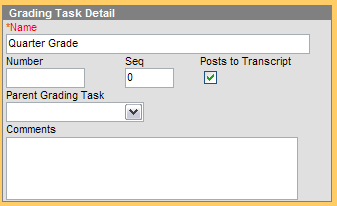 Grading Task Detail
*Name
Quarter Grade
Number Seq Posts to Transcript
0
Parent Grading Task
Comments